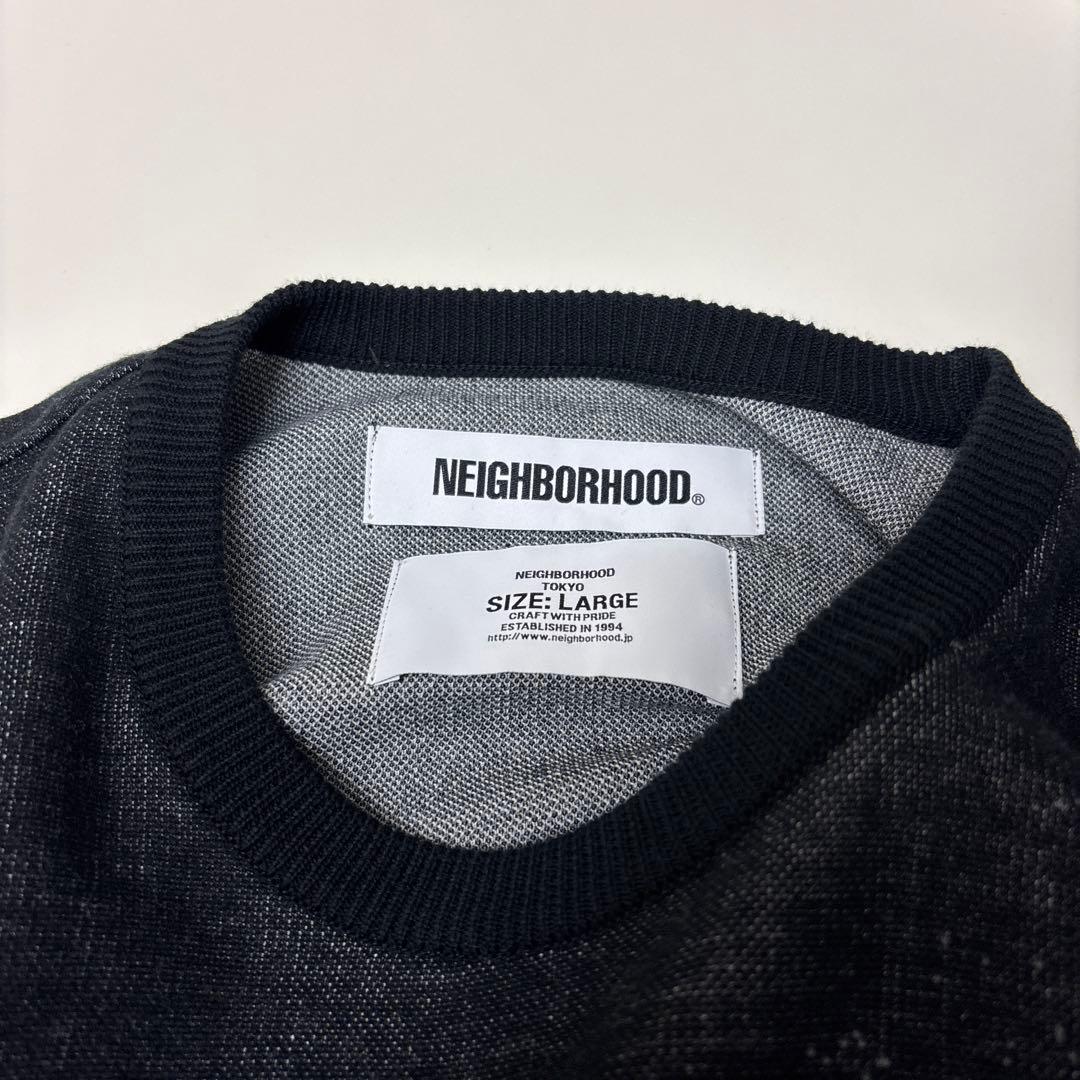 NEIGHBORHOOD®
NEIGHBORHOOD
TOKYO
SIZE: LARGE
CRAFT WITH PRIDE
ESTABLISHED IN 1994
http://www.neighborhood.jp